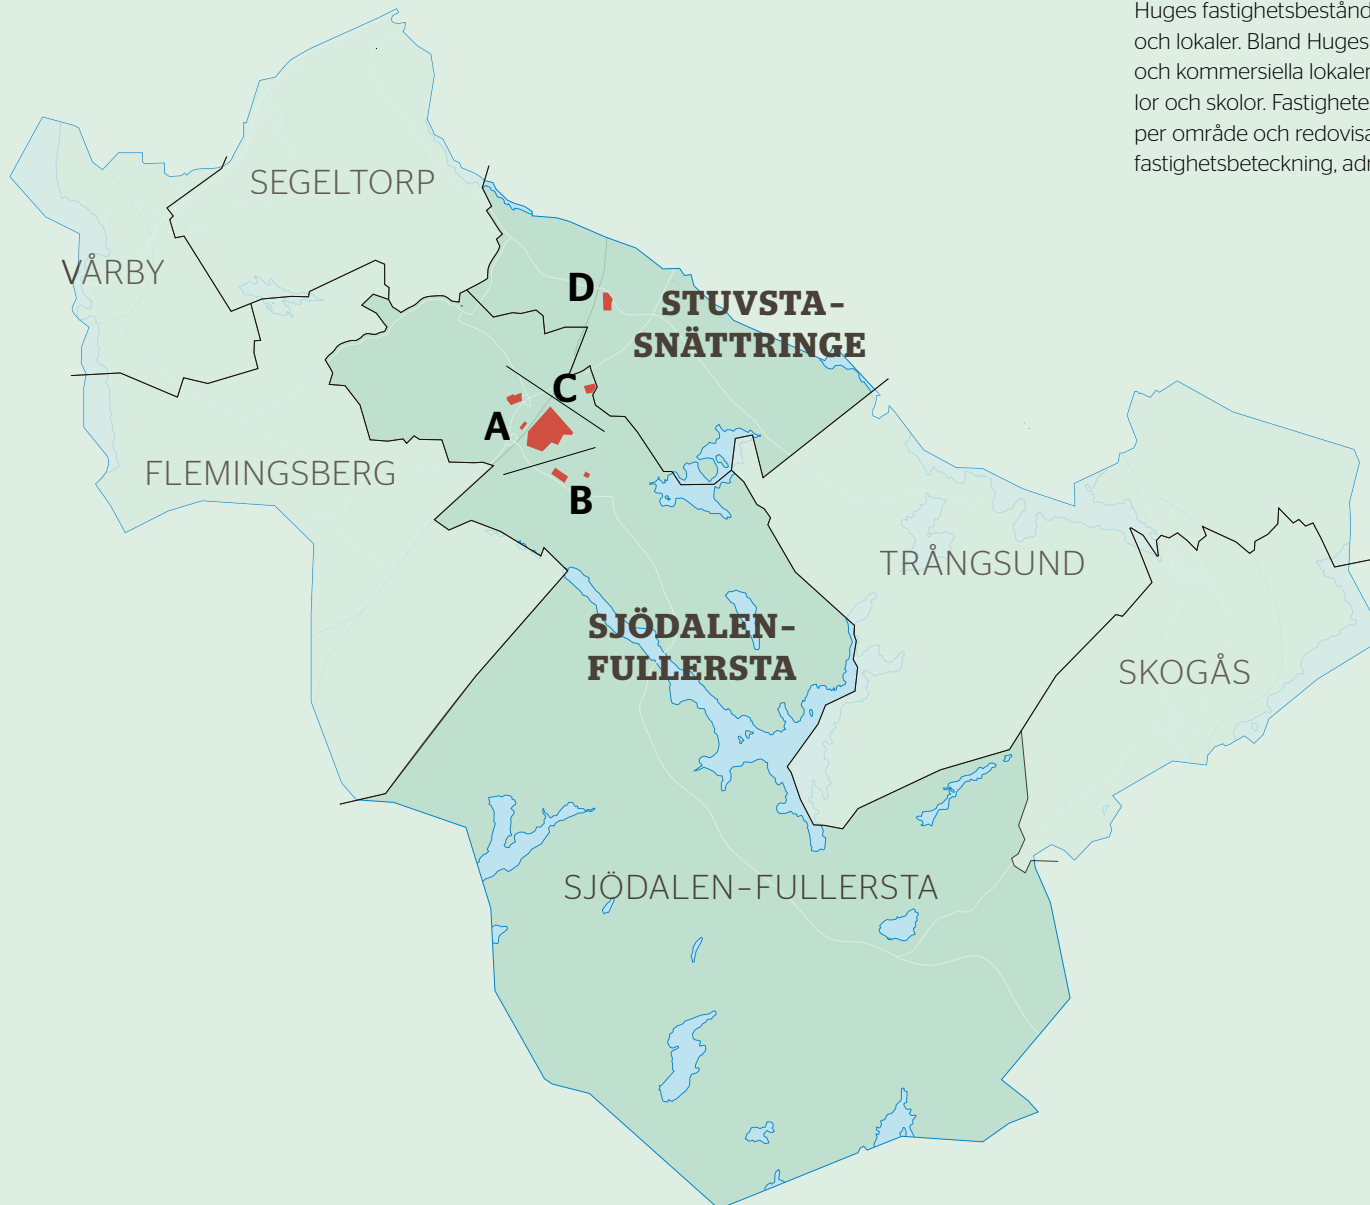 Huges fastighetsbestånd
och lokaler. Bland Huges
och kommersiella lokaler
lor och skolor. Fastighete
per område och redovisa
fastighetsbeteckning, adr
SEGELTORP
VÅRBY
D
STUVSTA-
SNÄTTRINGE
C
A
FLEMINGSBERG
B
TRÅNGSUND
SJÖDALEN-
FULLERSTA
SKOGÅS
SJÖDALEN-FULLERSTA